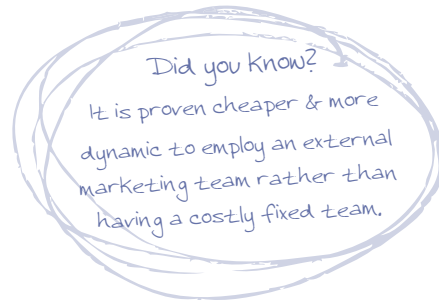 Did you know?
It is proven cheaper & more
dynamic to employ an external
marketing team rather than
having a costly fixed team.